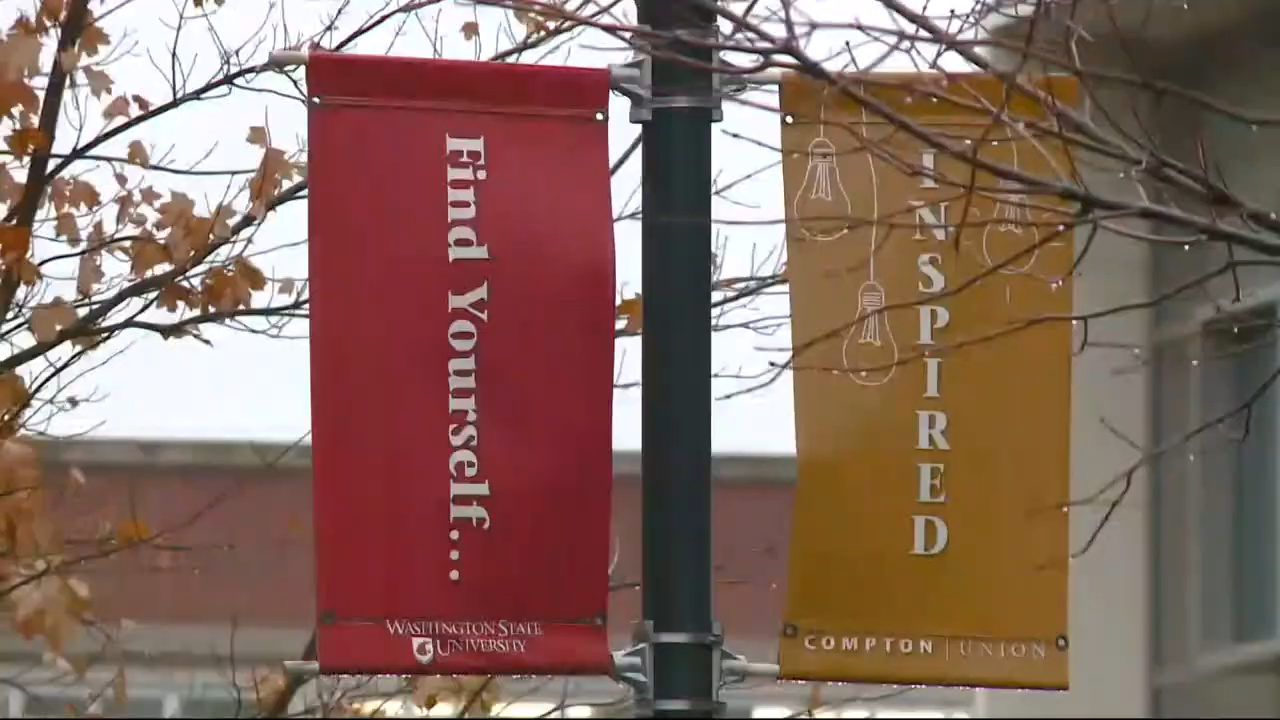 Find Yourself...
WASHINGTON STATE
UNIVERSITY
INSPIRED
COMPTON | UNION